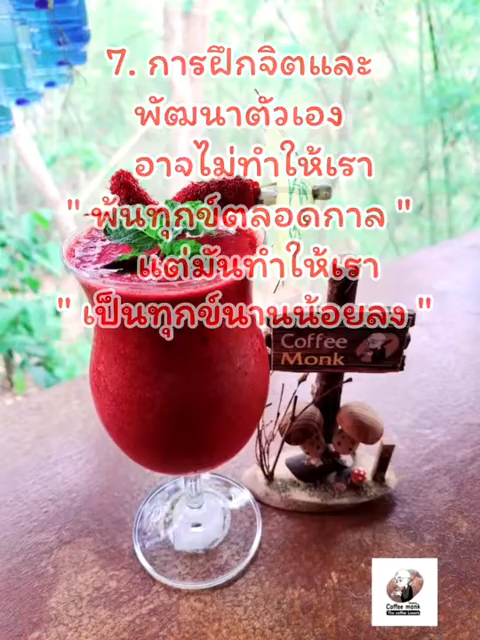 7. การฝึกจิตและ
พัฒนาตัวเอง
อาจไม่ทำให้เรา
" พ้นทุกข์ตลอดกาล "
แต่มันทำให้เรา
" เป็นทุกข์นานน้อยลง "
Coffee
Monk
Coffee monk
The coffee Lovers